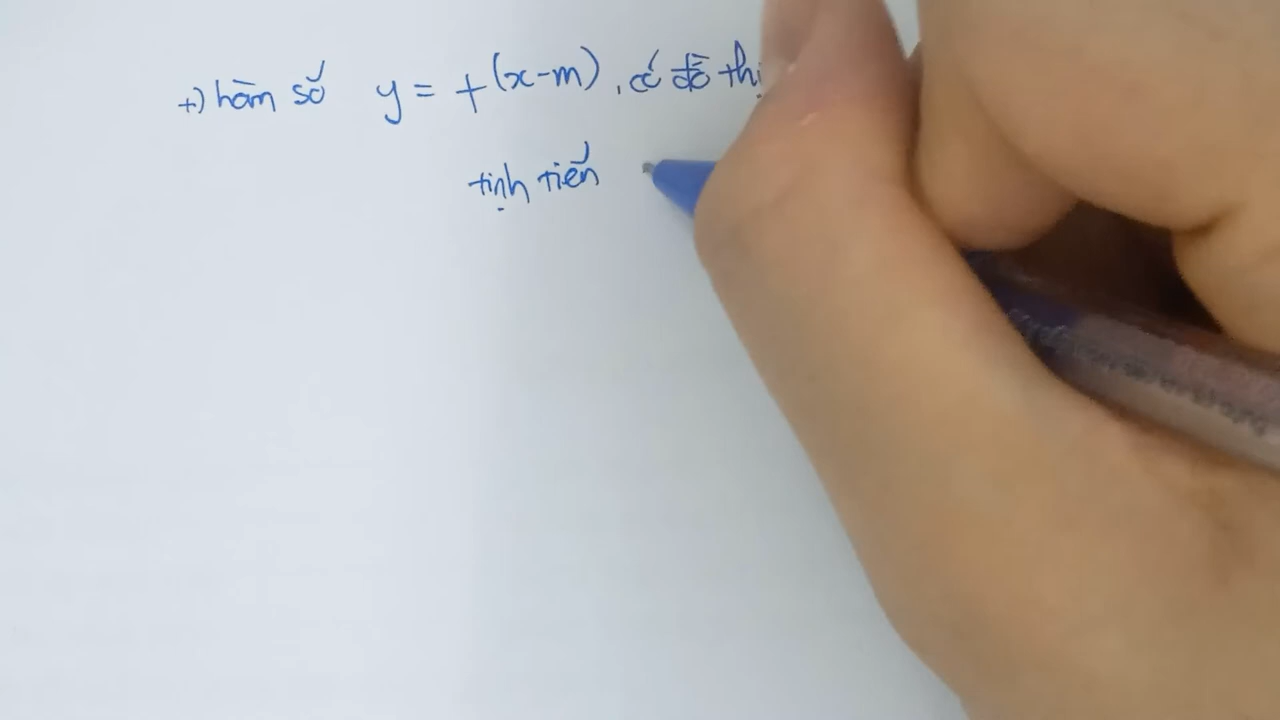 +) hàm số y = f(x-m), có đồ thị
tịnh tiến